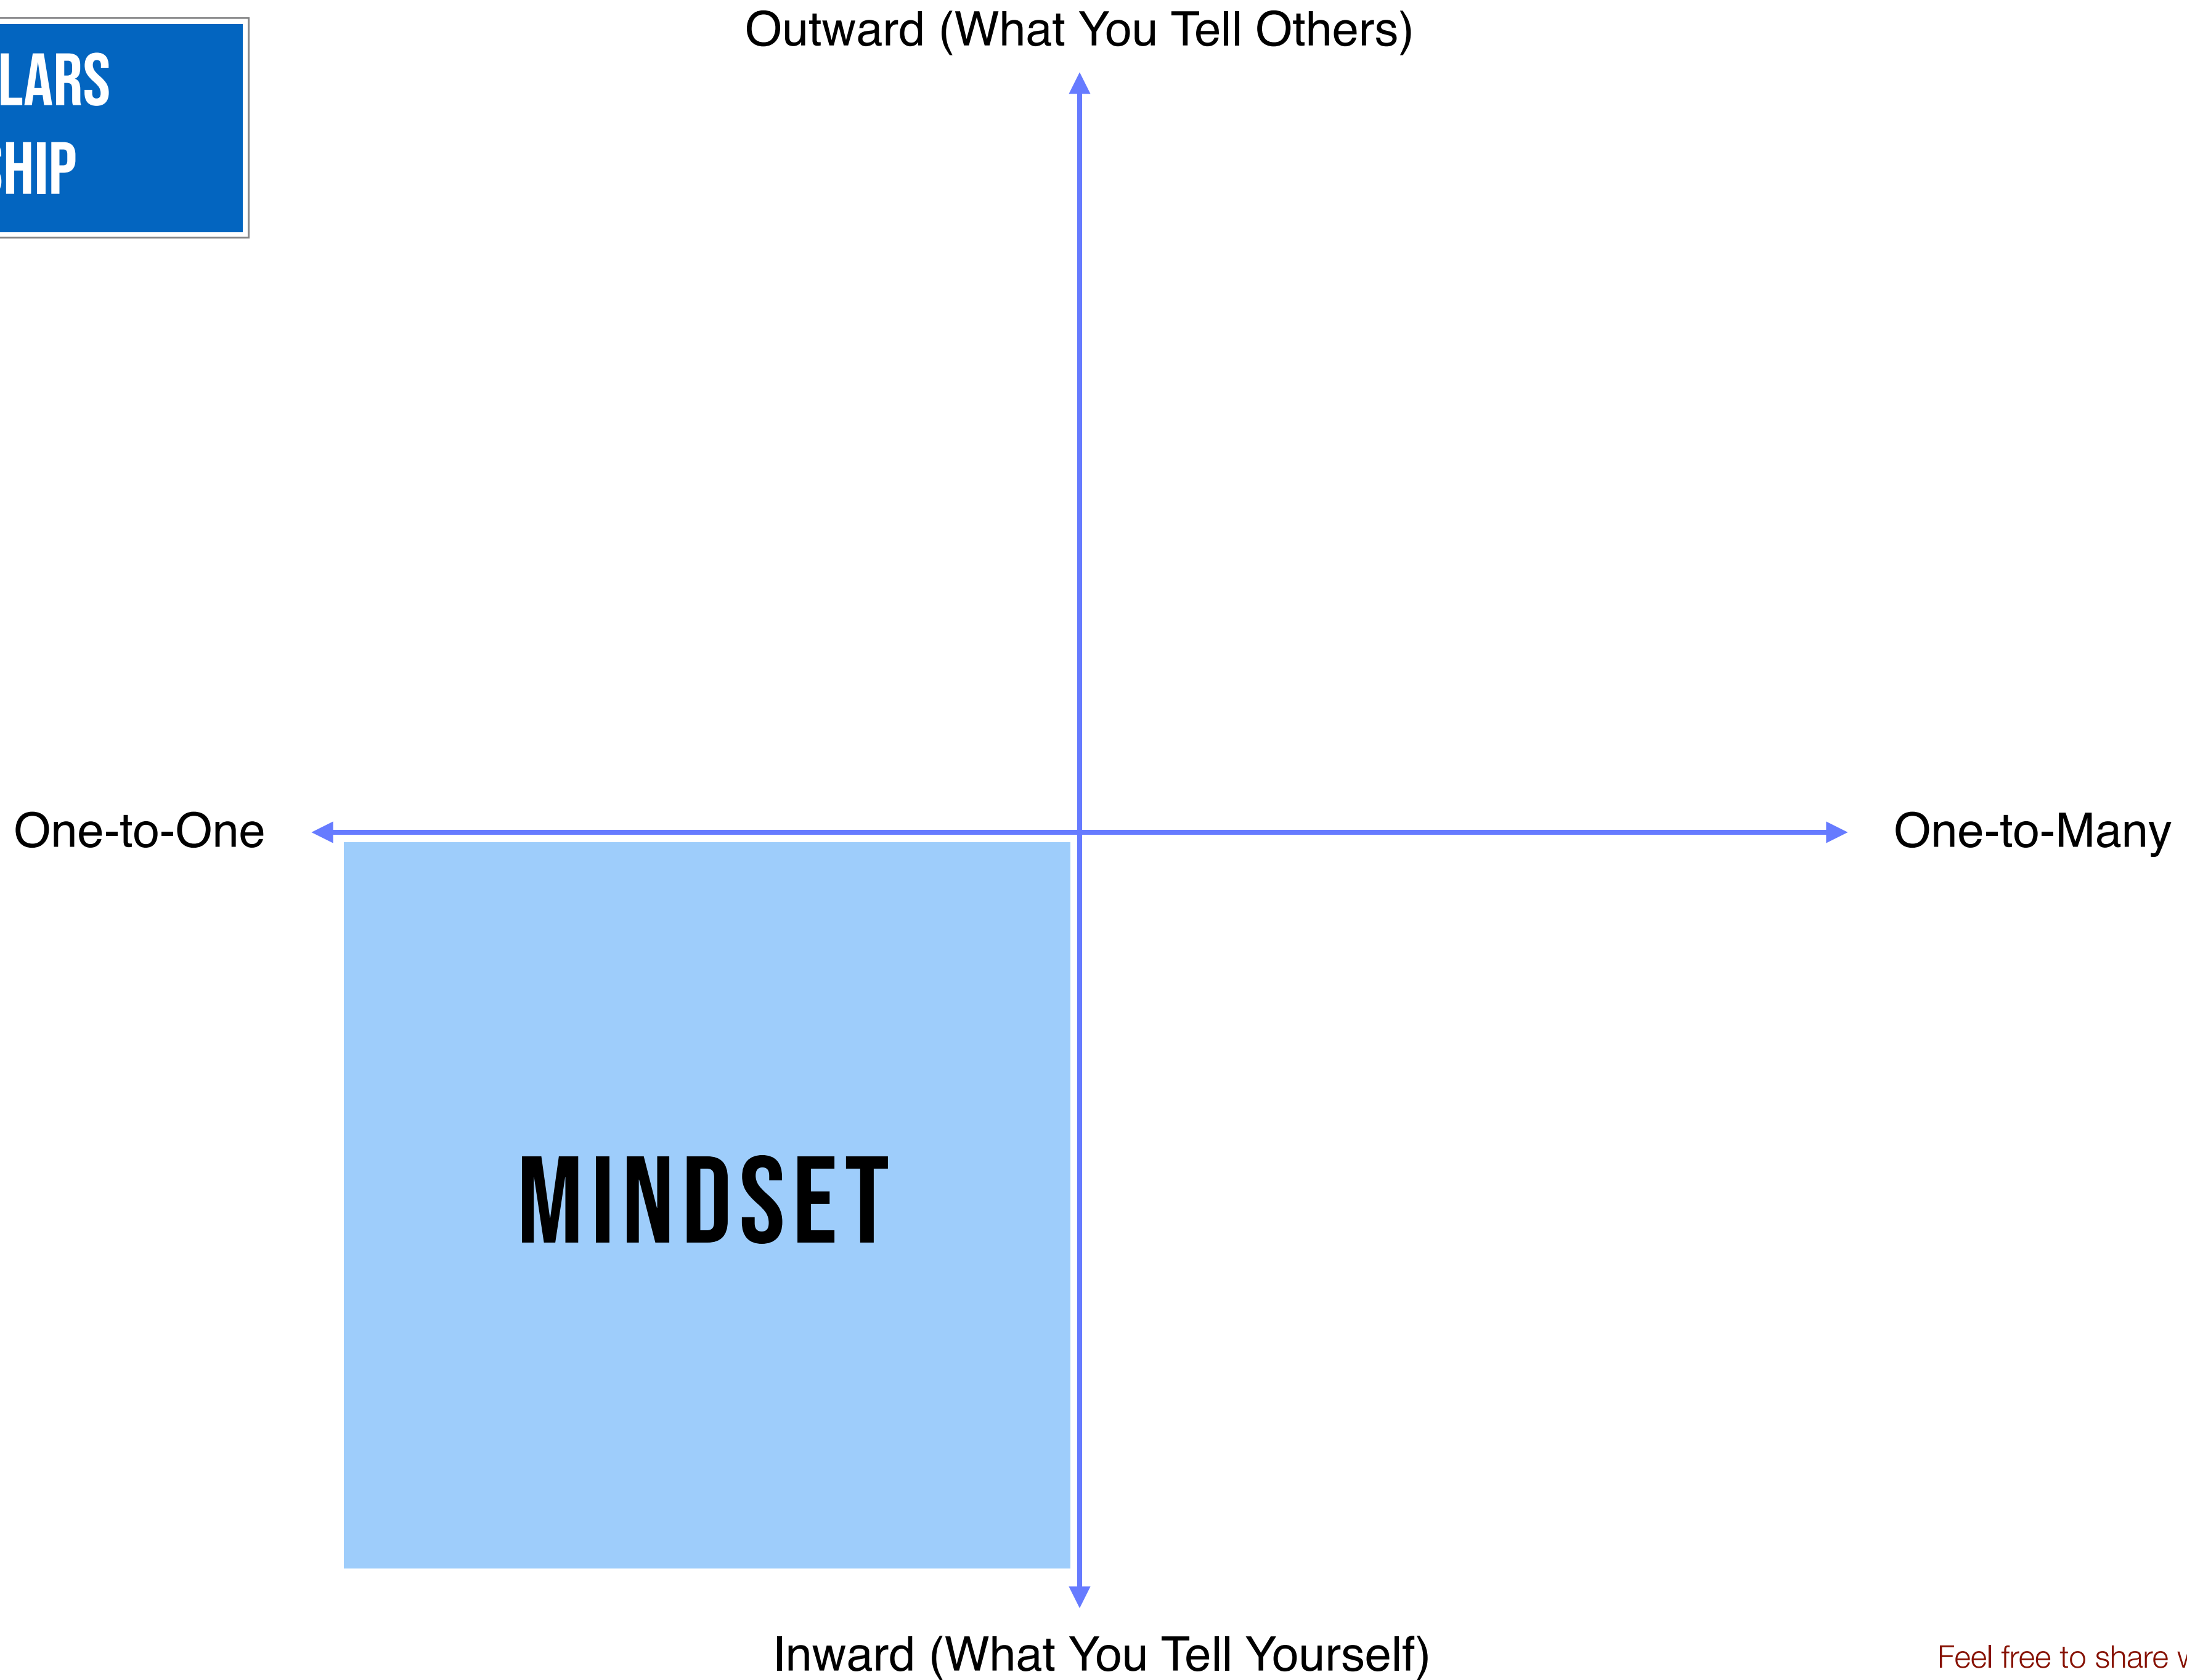 Outward (What You Tell Others)
LARS
SHIP
One-to-One
One-to-Many
MINDSET
Inward (What You Tell Yourself)
Feel free to share